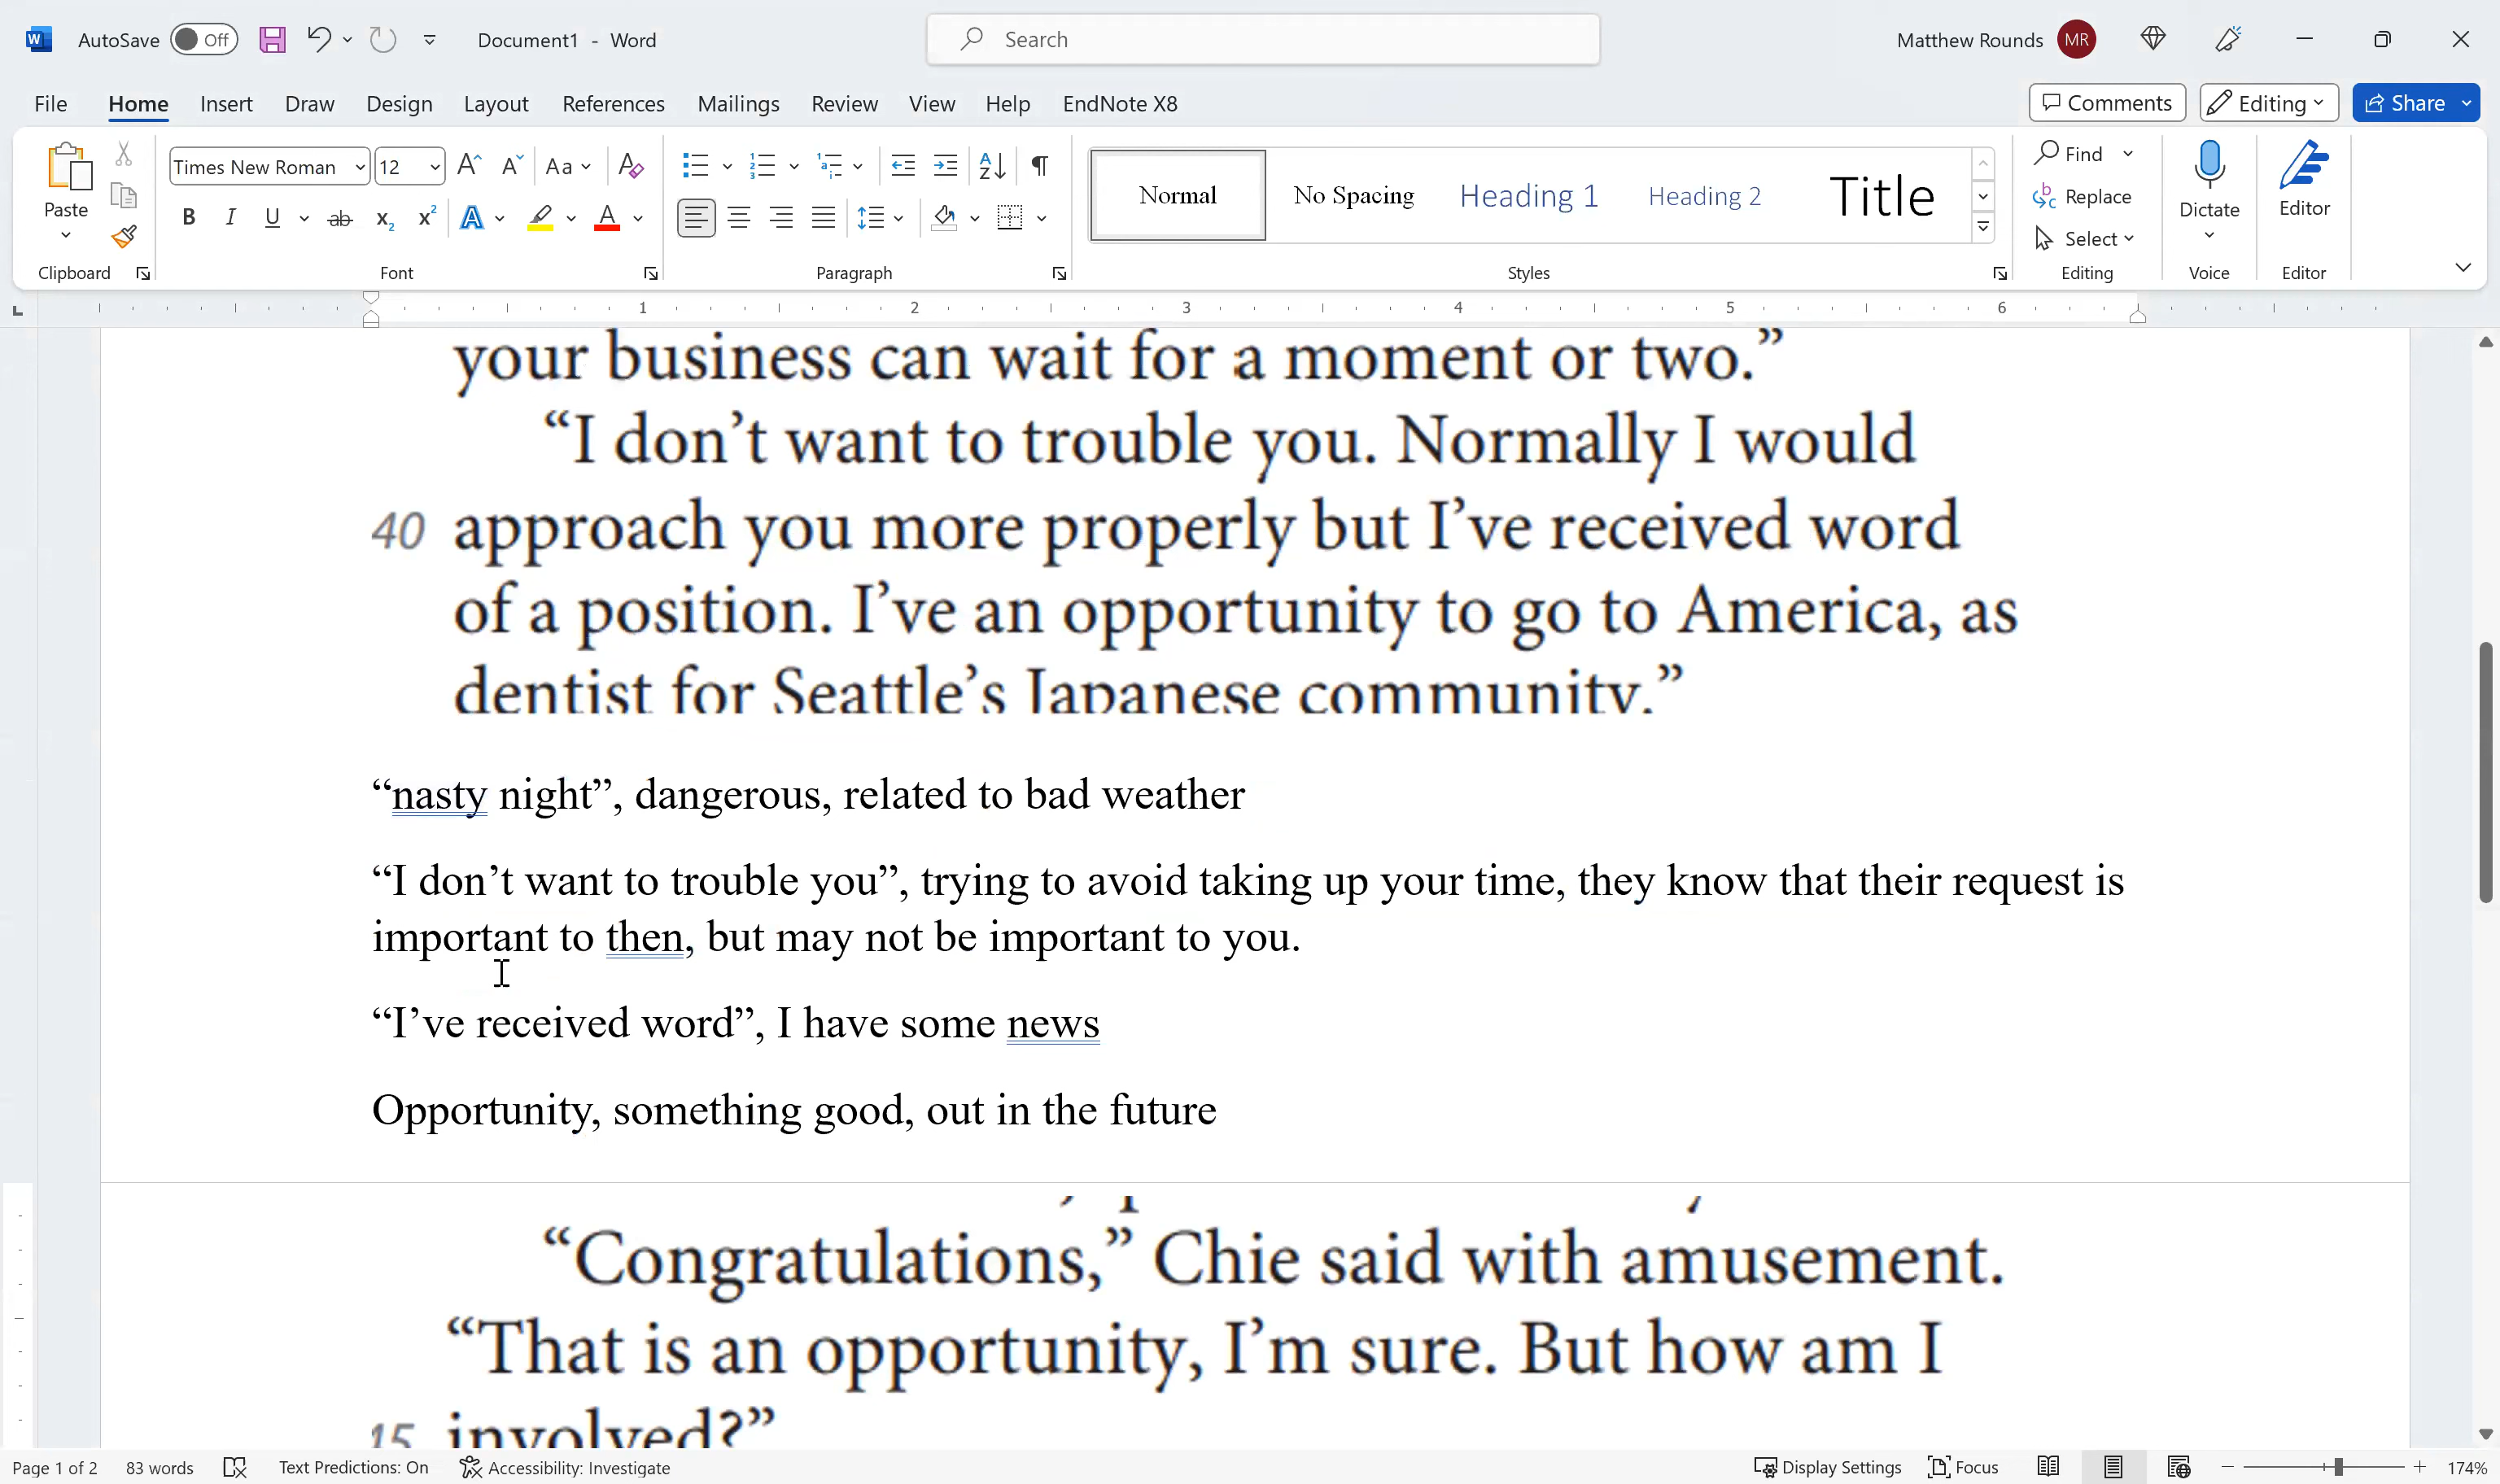 AutoSave Off Document1 - Word Search Matthew Rounds MR
File Home Insert Draw Design Layout References Mailings Review View Help EndNote X8 Comments Editing Share
Paste Times New Roman 12 Aa Normal No Spacing Heading 1 Heading 2 Title Find Replace Select Dictate Editor
Clipboard Font Paragraph Styles Editing Voice Editor
1 2 3 4 5 6
your business can wait for a moment or two.”
“I don’t want to trouble you. Normally I would
40 approach you more properly but I’ve received word
of a position. I’ve an opportunity to go to America, as
dentist for Seattle’s Japanese community.”
“nasty night”, dangerous, related to bad weather
“I don’t want to trouble you”, trying to avoid taking up your time, they know that their request is
important to then, but may not be important to you.
“I’ve received word”, I have some news
Opportunity, something good, out in the future
“Congratulations,” Chie said with amusement.
“That is an opportunity, I’m sure. But how am I
45 involved?”
Page 1 of 2 83 words Text Predictions: On Accessibility: Investigate Display Settings Focus 174%